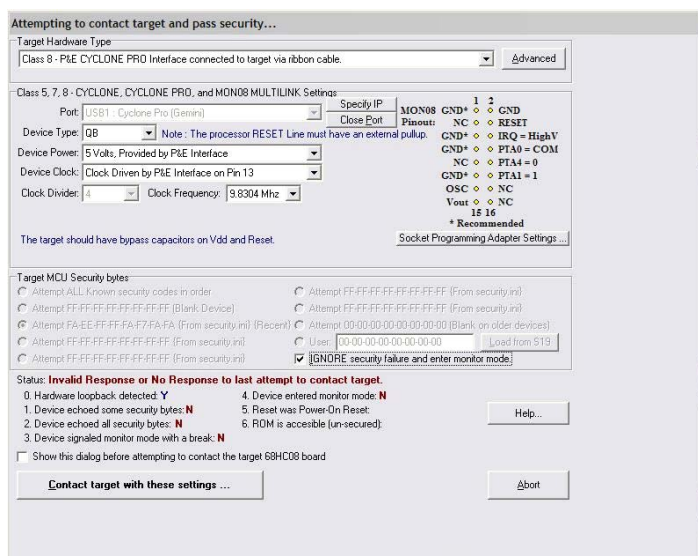 Attempting to contact target and pass security...
Target Hardware Type
Class 8 - P&E CYCLONE PRO Interface connected to target via ribbon cable.
Advanced
Class 5, 7, 8 - CYCLONE, CYCLONE PRO, and MON08 MULTILINK Settings
Port: USB1 : Cyclone Pro (Gemini)
Specify IP
Close Port
Device Type: QB
Note : The processor RESET Line must have an external pullup.
Device Power: 5 Volts, Provided by P&E Interface
Device Clock: Clock Driven by P&E Interface on Pin 13
Clock Divider: 4
Clock Frequency: 9.8304 Mhz
The target should have bypass capacitors on Vdd and Reset.
1 2
MON08 GND* GND
Pinout: NC RESET
GND* IRQ = HighV
GND* PTA0 = COM
NC PTA4 = 0
GND* PTA1 = 1
OSC NC
Vout NC
15 16
* Recommended
Socket Programming Adapter Settings ...
Target MCU Security bytes
Attempt ALL Known security codes in order
Attempt FF-FF-FF-FF-FF-FF-FF-FF (From security.ini)
Attempt FF-FF-FF-FF-FF-FF-FF-FF (Blank Device)
Attempt FF-FF-FF-FF-FF-FF-FF-FF (From security.ini)
Attempt FA-EE-FF-FF-FA-F7-FA-FA (From security.ini) (Recent)
Attempt 00-00-00-00-00-00-00-00 (Blank on older devices)
Attempt FF-FF-FF-FF-FF-FF-FF-FF (From security.ini)
User: 00-00-00-00-00-00-00-00
Load from S19
Attempt FF-FF-FF-FF-FF-FF-FF-FF (From security.ini)
IGNORE security failure and enter monitor mode.
Status: Invalid Response or No Response to last attempt to contact target.
0. Hardware loopback detected: Y
4. Device entered monitor mode: N
1. Device echoed some security bytes: N
5. Reset was Power-On Reset:
2. Device echoed all security bytes: N
6. ROM is accesible (un-secured):
3. Device signaled monitor mode with a break: N
Help...
Show this dialog before attempting to contact the target 68HC08 board
Contact target with these settings ...
Abort